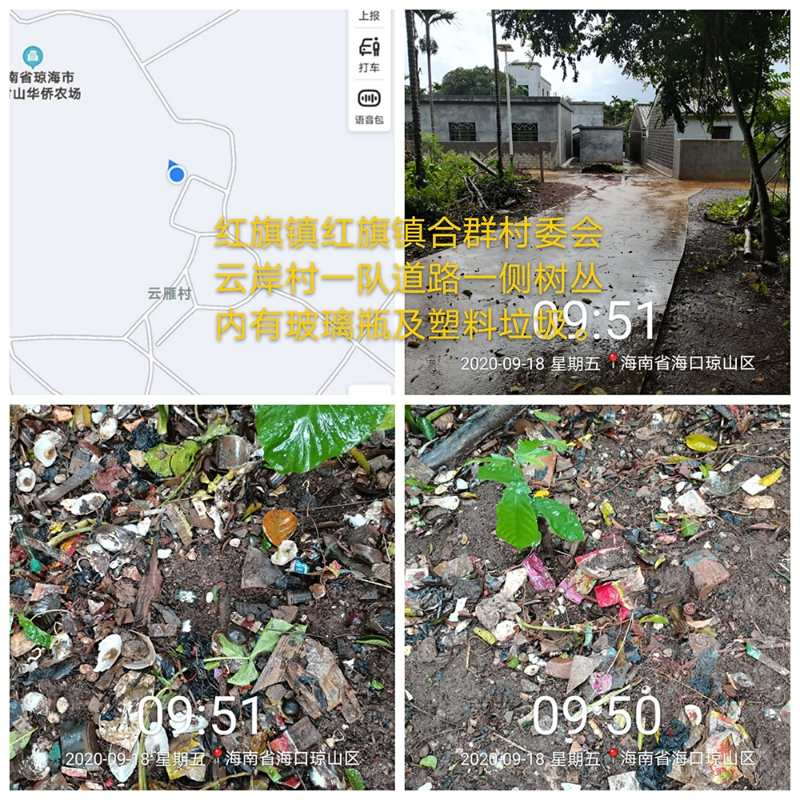 上报
打车
语音包
南省琼海市
山华侨农场
云雁村
红旗镇红旗镇合群村委会
云岸村一队道路一侧树丛
内有玻璃瓶及塑料垃圾。
09:51
2020-09-18 星期五 海南省海口琼山区
09:51
2020-09-18 星期五 海南省海口琼山区
09:50
2020-09-18 星期五 海南省海口琼山区